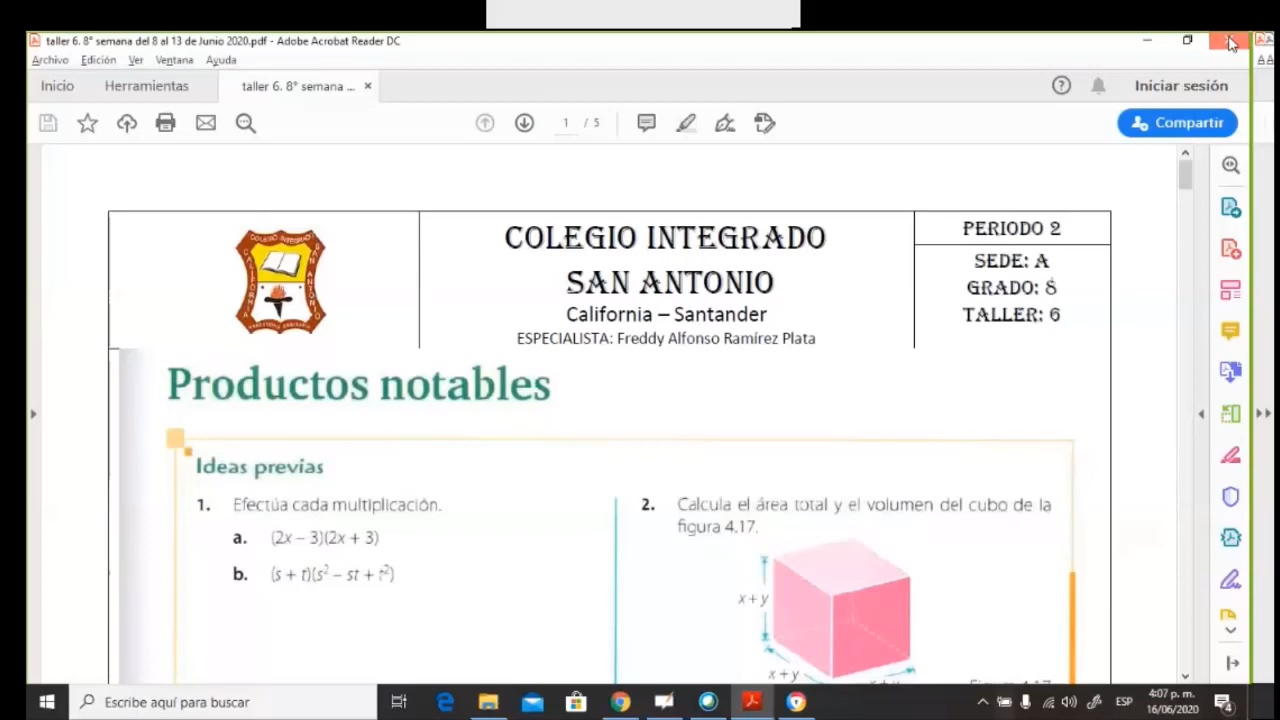 taller 6. 8° semana del 8 al 13 de Junio 2020.pdf - Adobe Acrobat Reader DC
Archivo Edición Ver Ventana Ayuda
Inicio Herramientas taller 6. 8° semana ... × Iniciar sesión
1 / 5 Compartir
COLEGIO INTEGRADO
SAN ANTONIO
California – Santander
ESPECIALISTA: Freddy Alfonso Ramírez Plata
PERIODO 2
SEDE: A
GRADO: 8
TALLER: 6
Productos notables
Ideas previas
1. Efectúa cada multiplicación.
a. (2x – 3)(2x + 3)
b. (s + t)(s² – st + t²)
2. Calcula el área total y el volumen del cubo de la
figura 4.17.
x + y
x + y
Escribe aquí para buscar
ESP
4:07 p. m.
16/06/2020
4